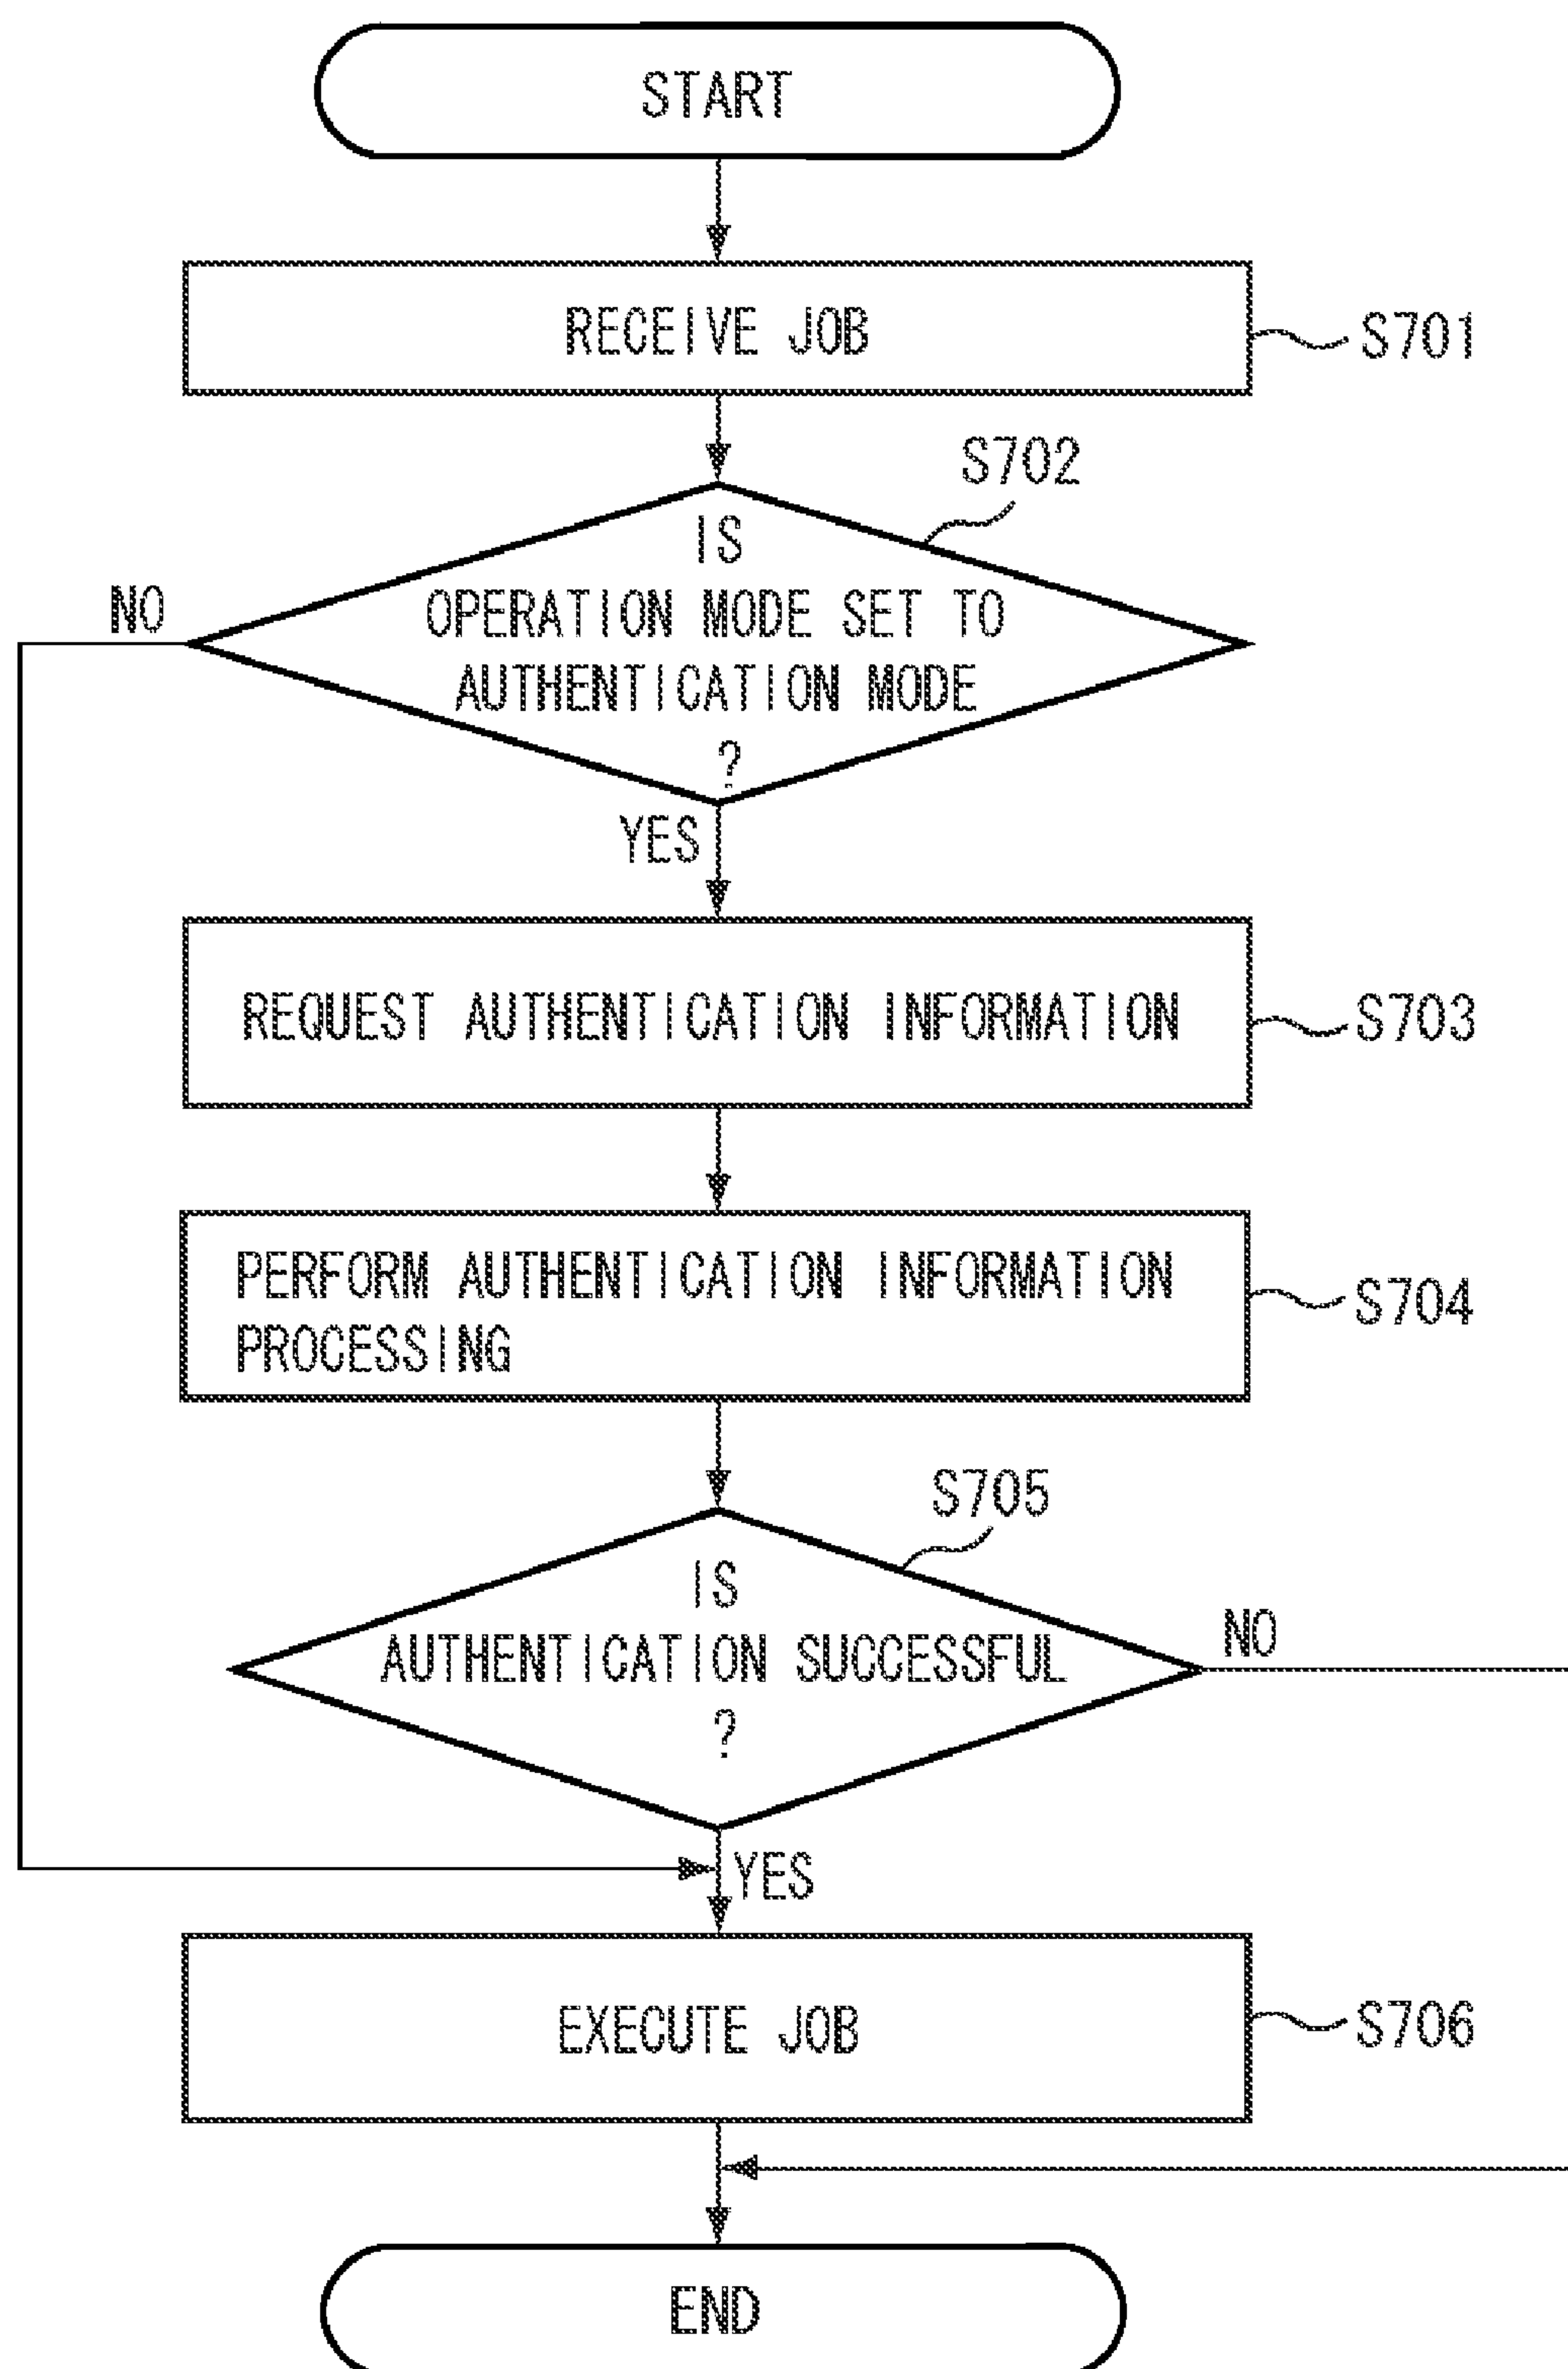 START
RECEIVE JOB
S701
S702
IS
OPERATION MODE SET TO
AUTHENTICATION MODE
?
NO
YES
REQUEST AUTHENTICATION INFORMATION
S703
PERFORM AUTHENTICATION INFORMATION
PROCESSING
S704
S705
IS
AUTHENTICATION SUCCESSFUL
?
NO
YES
EXECUTE JOB
S706
END